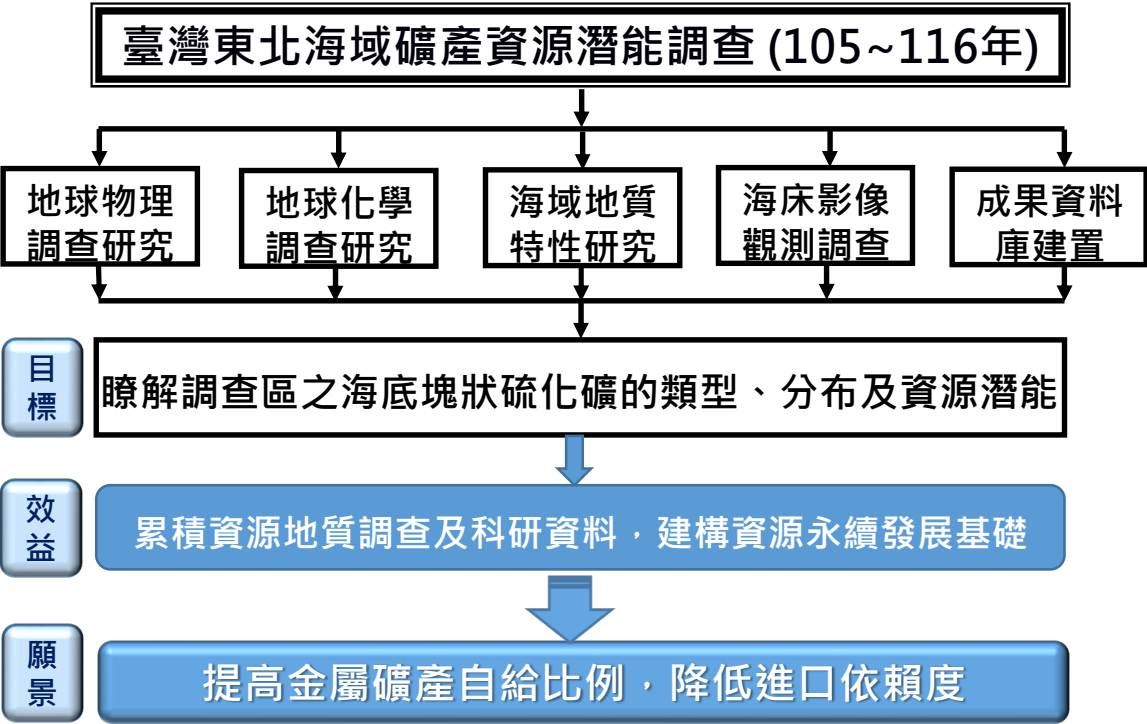 臺灣東北海域礦產資源潛能調查 (105~116年)
地球物理
調查研究
地球化學
調查研究
海域地質
特性研究
海床影像
觀測調查
成果資料
庫建置
目
標
瞭解調查區之海底塊狀硫化礦的類型、分布及資源潛能
效
益
累積資源地質調查及科研資料，建構資源永續發展基礎
願
景
提高金屬礦產自給比例，降低進口依賴度